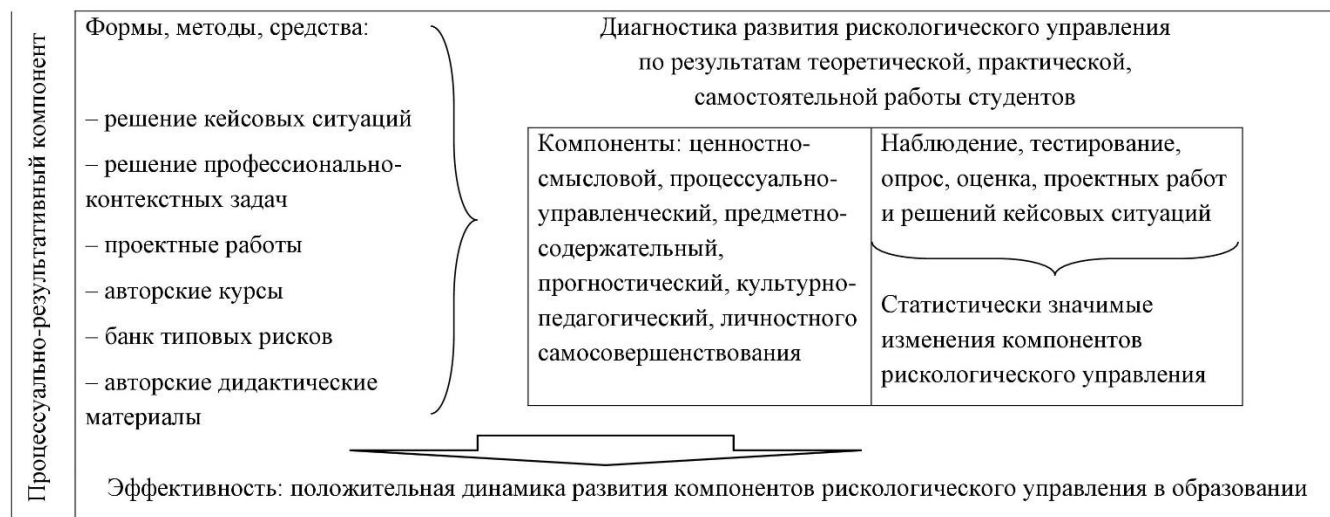 Процессуально-результативный компонент
Формы, методы, средства:
– решение кейсовых ситуаций
– решение профессионально-
контекстных задач
– проектные работы
– авторские курсы
– банк типовых рисков
– авторские дидактические
материалы
Диагностика развития рискологического управления
по результатам теоретической, практической,
самостоятельной работы студентов
Компоненты: ценностно-
смысловой, процессуально-
управленческий, предметно-
содержательный,
прогностический, культурно-
педагогический, личностного
самосовершенствования
Наблюдение, тестирование,
опрос, оценка, проектных работ
и решений кейсовых ситуаций
Статистически значимые
изменения компонентов
рискологического управления
Эффективность: положительная динамика развития компонентов рискологического управления в образовании